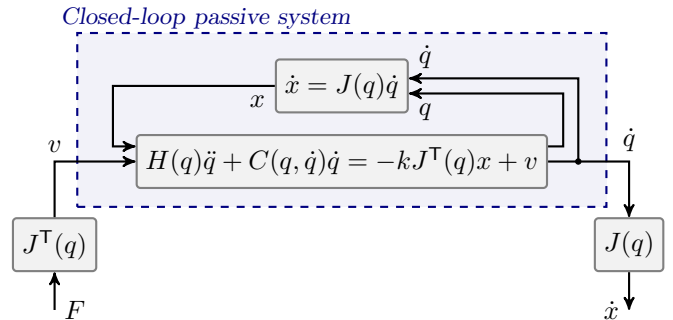 Closed-loop passive system
q̇
ẋ = J(q)q̇
x
q
v
H(q)q̈ + C(q, q̇)q̇ = −kJᵀ(q)x + v
q̇
Jᵀ(q)
J(q)
F
ẋ